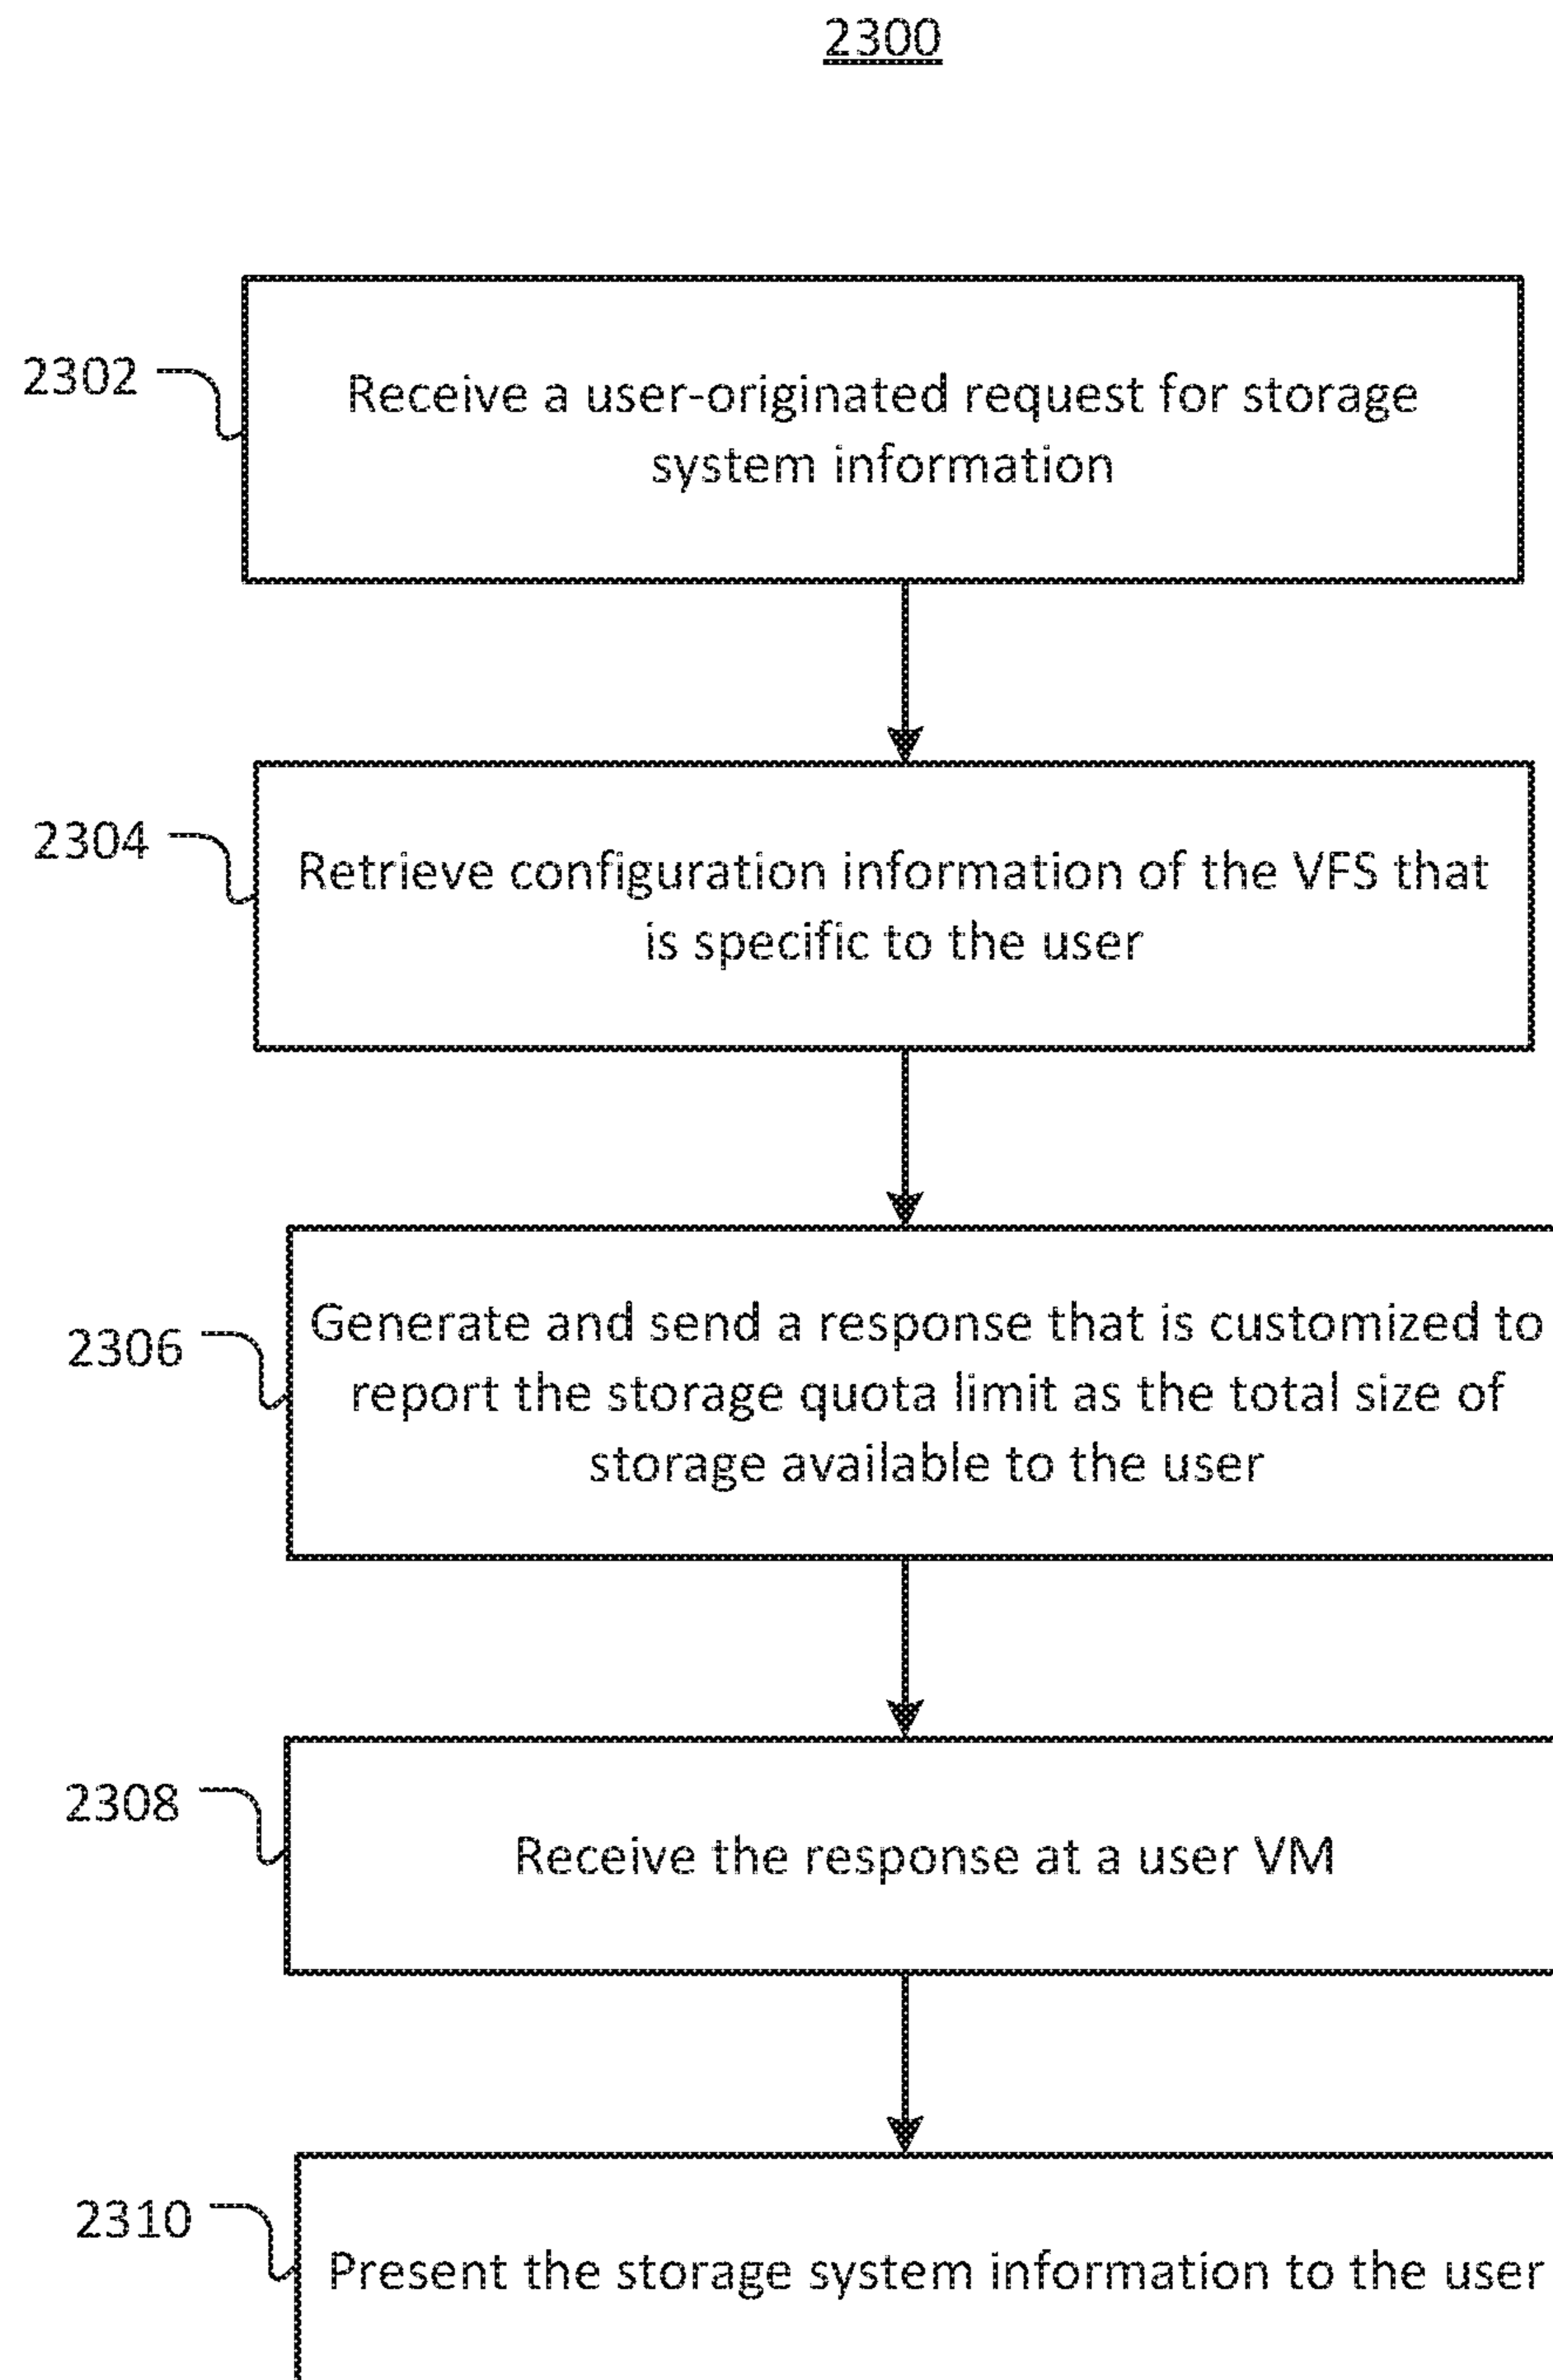 2300
2302
Receive a user-originated request for storage
system information
2304
Retrieve configuration information of the VFS that
is specific to the user
2306
Generate and send a response that is customized to
report the storage quota limit as the total size of
storage available to the user
2308
Receive the response at a user VM
2310
Present the storage system information to the user